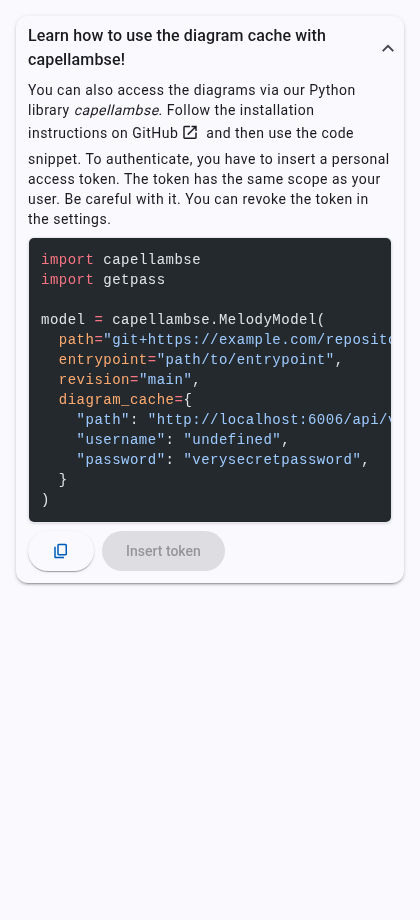 Learn how to use the diagram cache with
capellambse!
You can also access the diagrams via our Python
library capellambse. Follow the installation
instructions on GitHub and then use the code
snippet. To authenticate, you have to insert a personal
access token. The token has the same scope as your
user. Be careful with it. You can revoke the token in
the settings.
import capellambse
import getpass
model = capellambse.MelodyModel(
path="git+https://example.com/reposito
entrypoint="path/to/entrypoint",
revision="main",
diagram_cache={
"path": "http://localhost:6006/api/v
"username": "undefined",
"password": "verysecretpassword",
}
)
Insert token